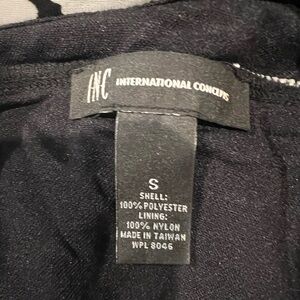 INC INTERNATIONAL CONCEPTS
S
SHELL:
100% POLYESTER
LINING:
100% NYLON
MADE IN TAIWAN
WPL 8046